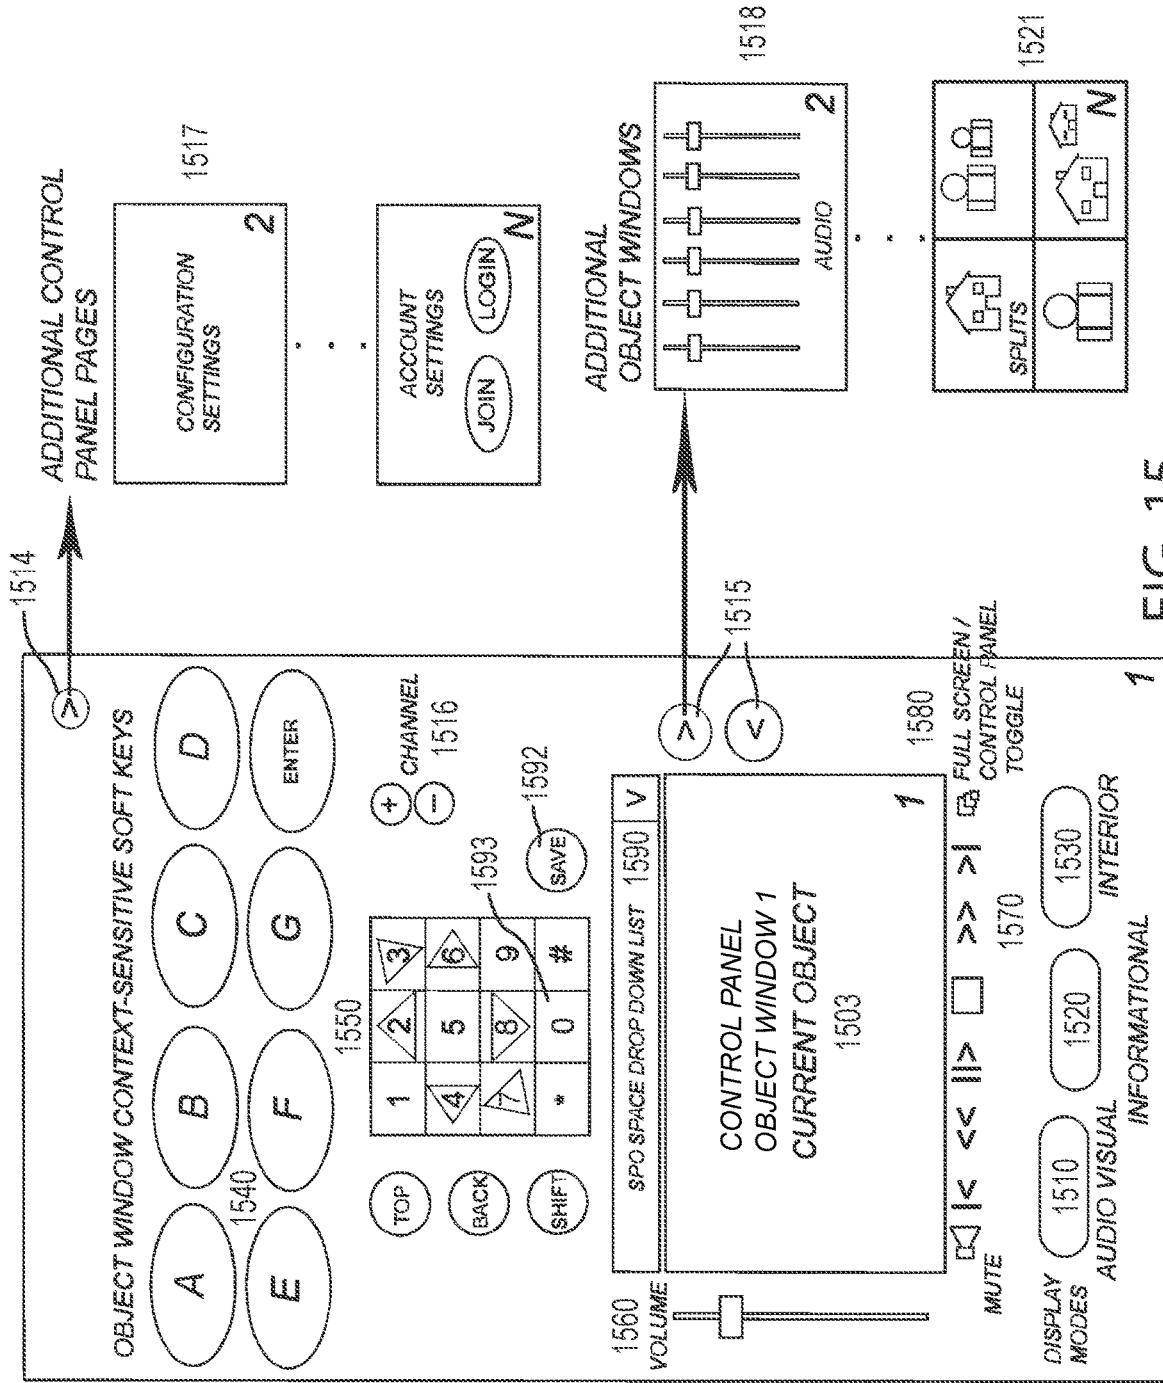 OBJECT WINDOW CONTEXT-SENSITIVE SOFT KEYS
> 1514
A B C D
1540
E F G ENTER
TOP
BACK
SHIFT
1550
1 2 3
4 5 6
7 8 9
* 0 #
1593
SAVE
1592
+
-
CHANNEL
1516
1560
VOLUME
SPO SPACE DROP DOWN LIST 1590 V
CONTROL PANEL
OBJECT WINDOW 1
CURRENT OBJECT
1503
1
>
<
1515
MUTE
|< << ||> >> >|
1570
1580
FULL SCREEN /
CONTROL PANEL
TOGGLE
DISPLAY
MODES
1510
AUDIO VISUAL
1520
INFORMATIONAL
1530
INTERIOR
1
ADDITIONAL CONTROL
PANEL PAGES
CONFIGURATION
SETTINGS
2
1517
ACCOUNT
SETTINGS
JOIN LOGIN
N
ADDITIONAL
OBJECT WINDOWS
AUDIO
2
1518
SPLITS
N
1521
FIG. 15